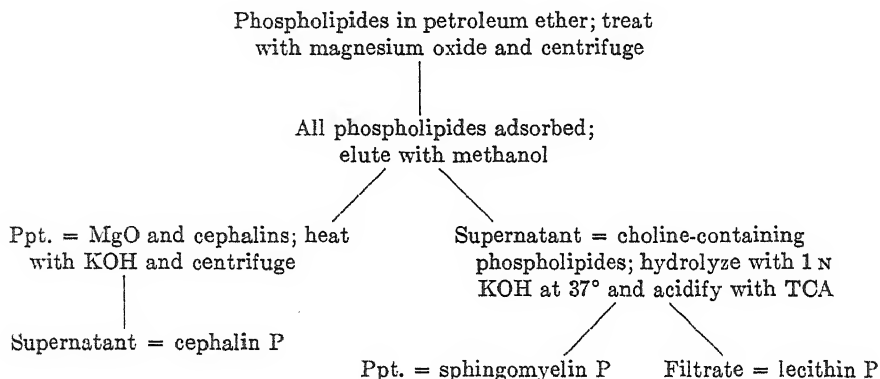 Phospholipides in petroleum ether; treat
with magnesium oxide and centrifuge
All phospholipides adsorbed;
elute with methanol
Ppt. = MgO and cephalins; heat
with KOH and centrifuge
Supernatant = choline-containing
phospholipides; hydrolyze with 1 N
KOH at 37° and acidify with TCA
Supernatant = cephalin P
Ppt. = sphingomyelin P
Filtrate = lecithin P